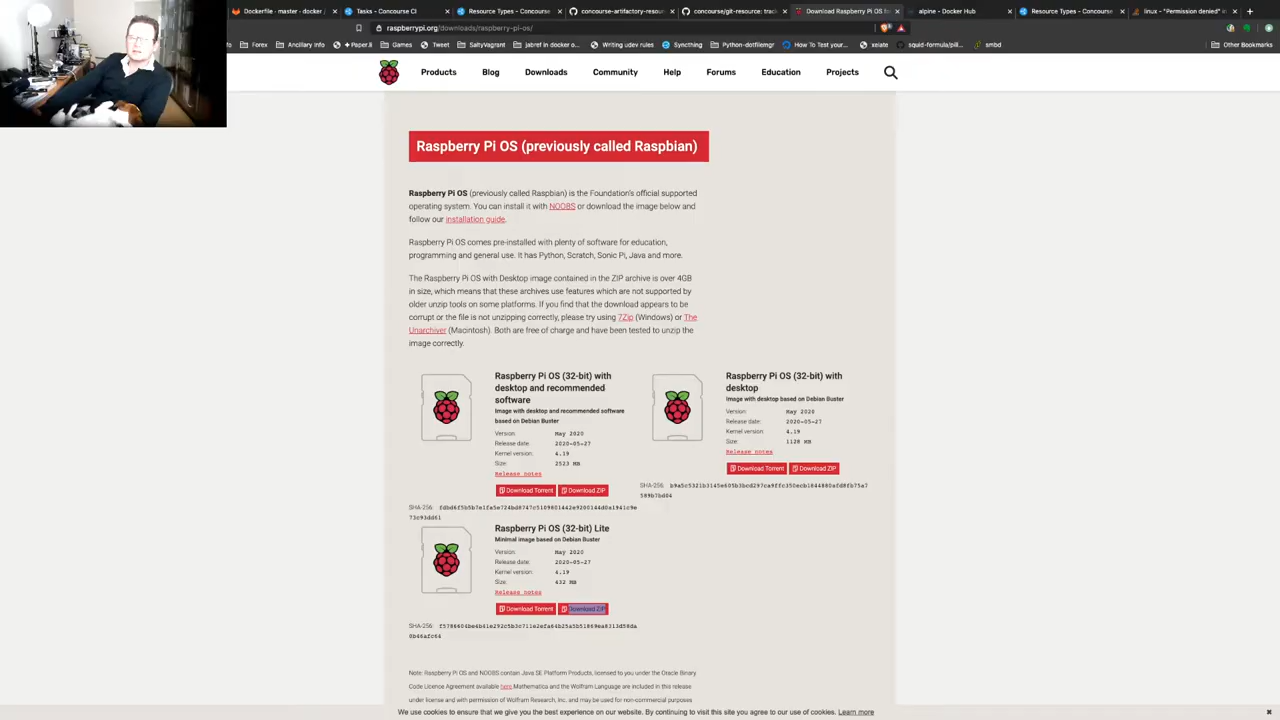 Dockerfile - master - docker
Tasks - Concourse
Resource Types - Concourse
concourse-artifactory-resour
concourse/git-resource: track
Download Raspberry Pi OS for
alpine - Docker Hub
Resource Types - Concourse
linux - "Permission denied" in
raspberrypi.org/downloads/raspberry-pi-os/
Forex
Ancillary Info
+ Paper.li
Games
Tweet
SaltyVagrant
jabref in docker o...
Writing udev rules
Syncthing
Python-dotfilemgr
How To Test your...
xeiate
squid-formula/pill...
smbd
Other Bookmarks
Products
Blog
Downloads
Community
Help
Forums
Education
Projects
Raspberry Pi OS (previously called Raspbian)
Raspberry Pi OS (previously called Raspbian) is the Foundation's official supported
operating system. You can install it with NOOBS or download the image below and
follow our installation guide.
Raspberry Pi OS comes pre-installed with plenty of software for education,
programming and general use. It has Python, Scratch, Sonic Pi, Java and more.
The Raspberry Pi OS with Desktop image contained in the ZIP archive is over 4GB
in size, which means that these archives use features which are not supported by
older unzip tools on some platforms. If you find that the download appears to be
corrupt or the file is not unzipping correctly, please try using 7Zip (Windows) or The
Unarchiver (Macintosh). Both are free of charge and have been tested to unzip the
image correctly.
Raspberry Pi OS (32-bit) with
desktop and recommended
software
Image with desktop and recommended software
based on Debian Buster
Version: May 2020
Release date: 2020-05-27
Kernel version: 4.19
Size: 2523 MB
Release notes
Download Torrent Download ZIP
SHA-256:
Raspberry Pi OS (32-bit) with
desktop
Image with desktop based on Debian Buster
Version: May 2020
Release date: 2020-05-27
Kernel version: 4.19
Size: 1128 MB
Release notes
Download Torrent Download ZIP
SHA-256:
Raspberry Pi OS (32-bit) Lite
Minimal image based on Debian Buster
Version: May 2020
Release date: 2020-05-27
Kernel version: 4.19
Size: 432 MB
Release notes
Download Torrent Download ZIP
SHA-256:
Note: Raspberry Pi OS and NOOBS contain Java SE Platform Products, licensed to you under the Oracle Binary
Code Licence Agreement available here. Mathematica and the Wolfram Language are included in this release
under license and with permission of Wolfram Research, Inc. and may be used for non-commercial purposes
We use cookies to ensure that we give you the best experience on our website. By continuing to visit this site you agree to our use of cookies. Learn more